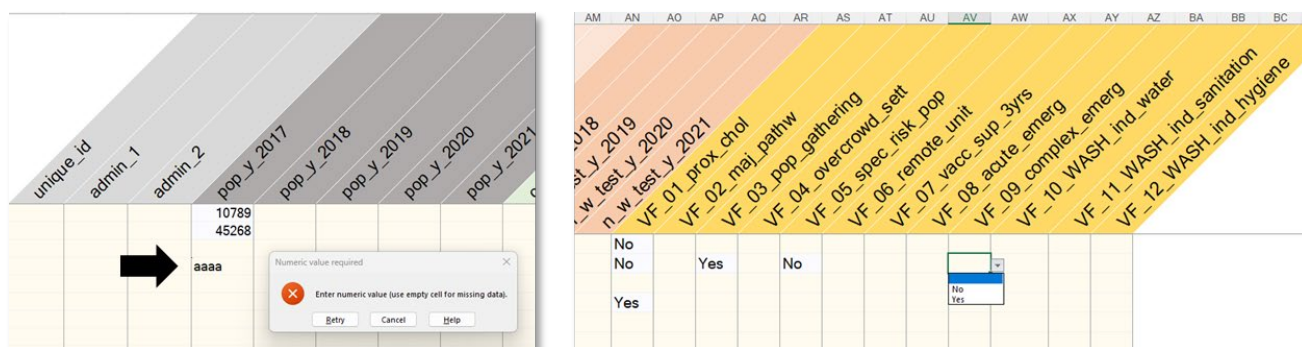 unique_id
admin_1
admin_2
pop_y_2017
pop_y_2018
pop_y_2019
pop_y_2020
pop_y_2021
10789
45268
aaaa
Numeric value required
Enter numeric value (use empty cell for missing data).
Retry Cancel Help
AM AN AO AP AQ AR AS AT AU AV AW AX AY AZ BA BB BC
2018
st_y_2019
_w_test_y_2020
n_w_test_y_2021
VF_01_prox_chol
VF_02_maj_pathw
VF_03_pop_gathering
VF_04_overcrowd_sett
VF_05_spec_risk_pop
VF_06_remote_unit
VF_07_vacc_sup_3yrs
VF_08_acute_emerg
VF_09_complex_emerg
VF_10_WASH_ind_water
VF_11_WASH_ind_sanitation
VF_12_WASH_ind_hygiene
No
No Yes No
No
Yes
Yes